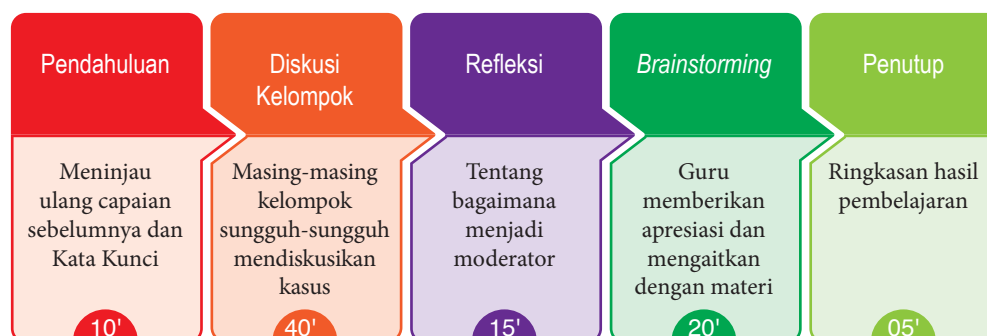 Pendahuluan
Meninjau
ulang capaian
sebelumnya dan
Kata Kunci
10'
Diskusi
Kelompok
Masing-masing
kelompok
sungguh-sungguh
mendiskusikan
kasus
40'
Refleksi
Tentang
bagaimana
menjadi
moderator
15'
Brainstorming
Guru
memberikan
apresiasi dan
mengaitkan
dengan materi
20'
Penutup
Ringkasan hasil
pembelajaran
05'